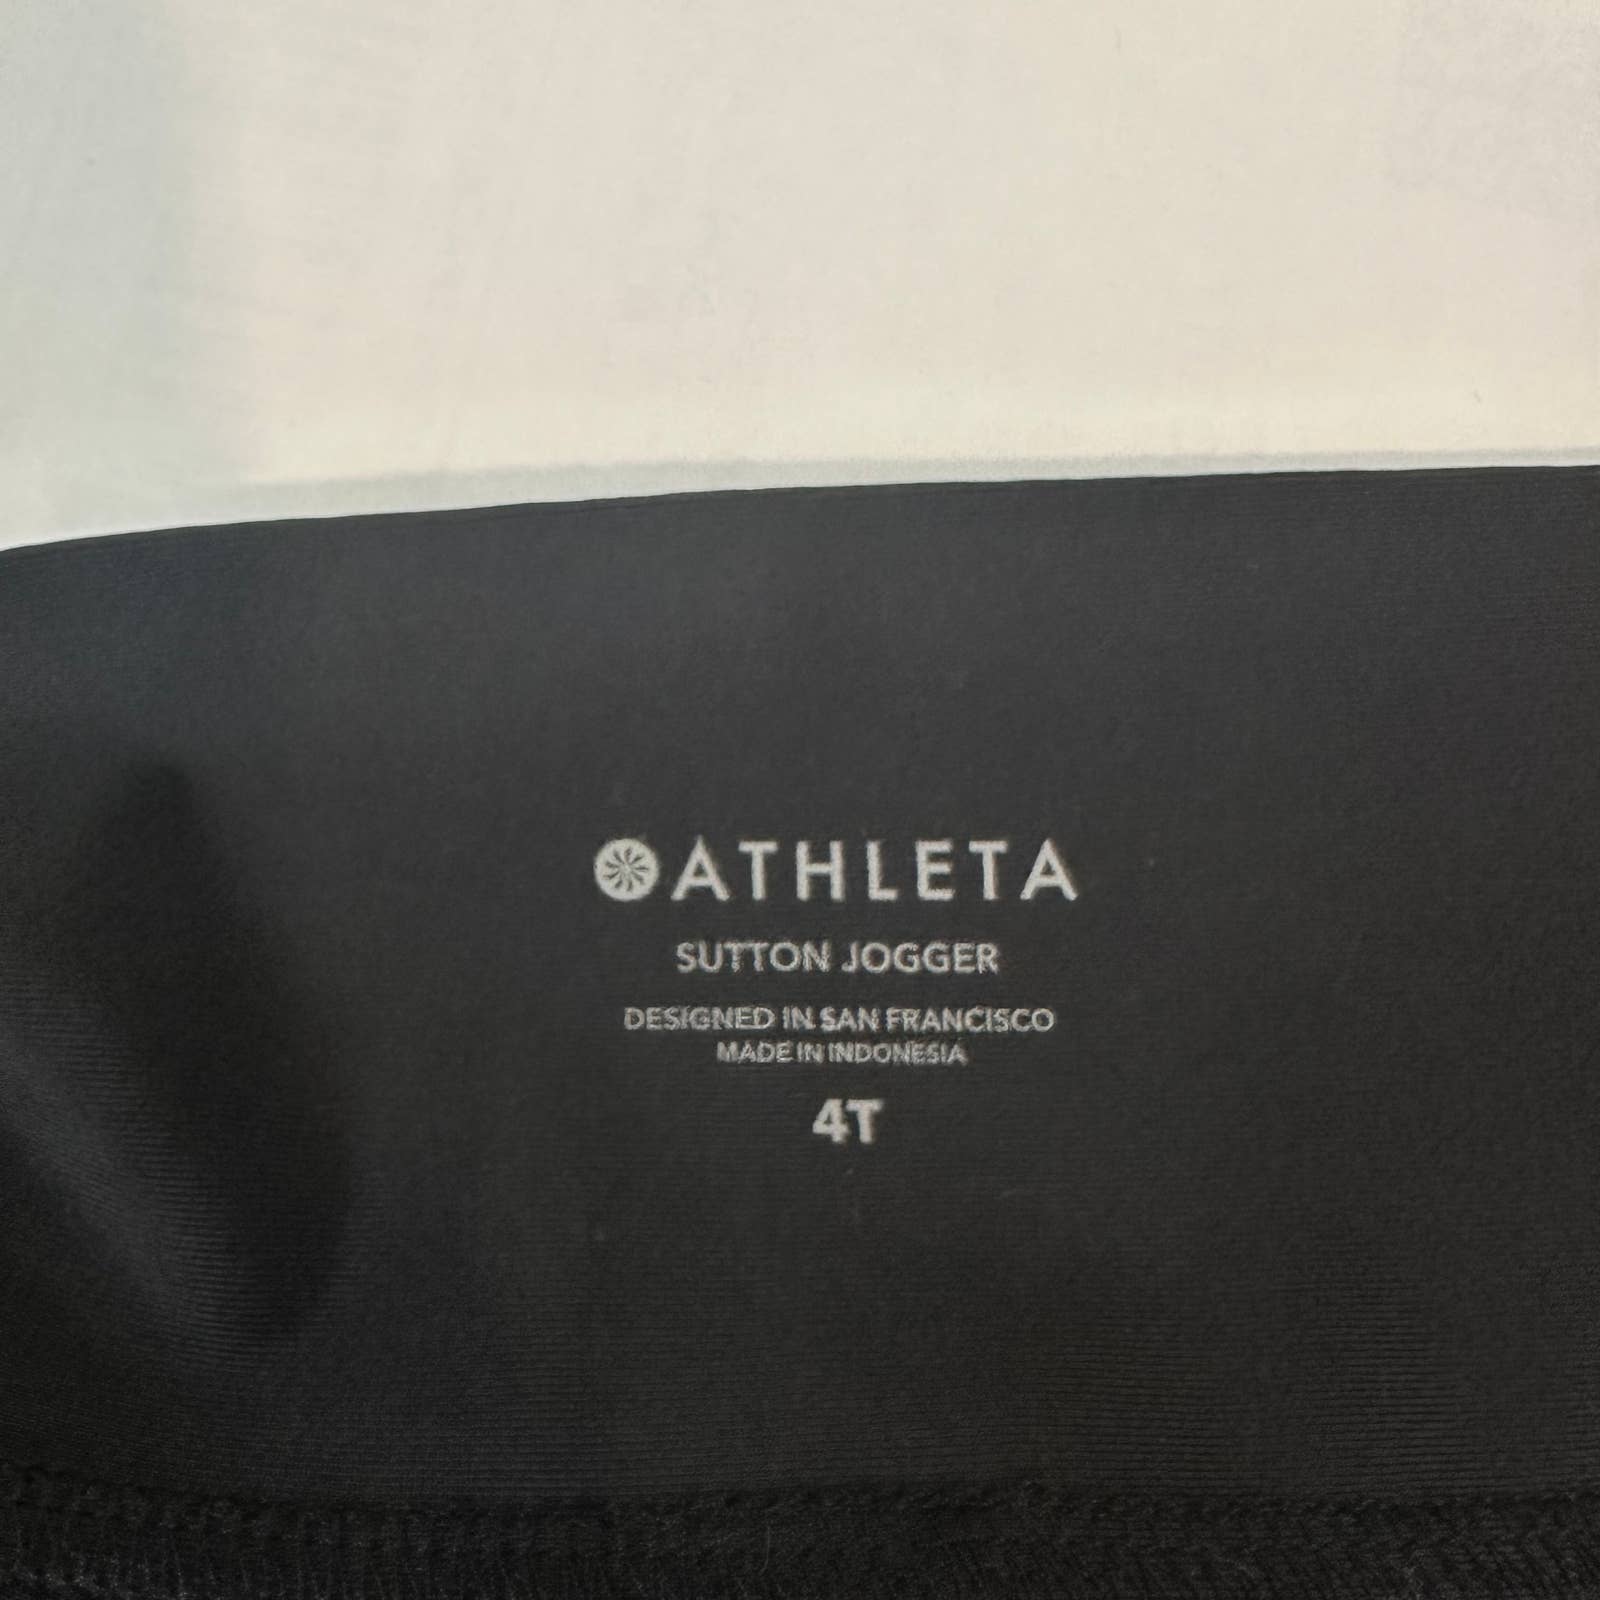 ATHLETA
SUTTON JOGGER
DESIGNED IN SAN FRANCISCO
MADE IN INDONESIA
4T